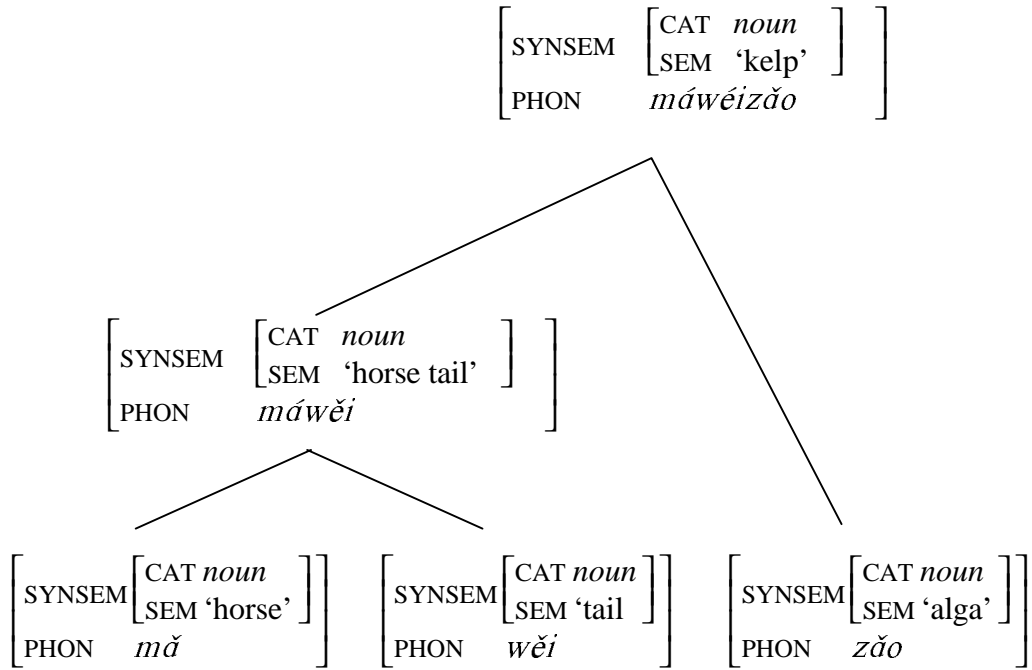 SYNSEM CAT noun
SEM ‘kelp’
PHON máwéizǎo
SYNSEM CAT noun
SEM ‘horse tail’
PHON máwěi
SYNSEM CAT noun
SEM ‘horse’
PHON mǎ
SYNSEM CAT noun
SEM ‘tail
PHON wěi
SYNSEM CAT noun
SEM ‘alga’
PHON zǎo